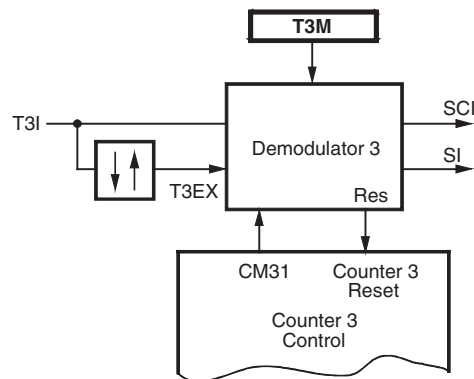 T3M
SCI
T3I
Demodulator 3
SI
T3EX
Res
CM31
Counter 3
Reset
Counter 3
Control